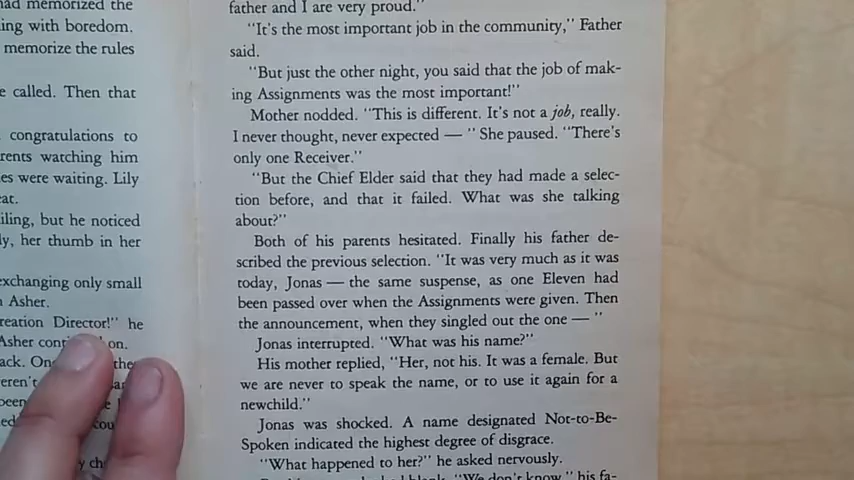 had memorized the
ing with boredom.
memorize the rules
e called. Then that
congratulations to
rents watching him
es were waiting. Lily
eat.
iling, but he noticed
ly, her thumb in her
exchanging only small
Asher.
reation Director!" he
Asher
on.
ack.
father and I are very proud."
"It's the most important job in the community," Father
said.
"But just the other night, you said that the job of mak-
ing Assignments was the most important!"
Mother nodded. "This is different. It's not a job, really.
I never thought, never expected — " She paused. "There's
only one Receiver."
"But the Chief Elder said that they had made a selec-
tion before, and that it failed. What was she talking
about?"
Both of his parents hesitated. Finally his father de-
scribed the previous selection. "It was very much as it was
today, Jonas — the same suspense, as one Eleven had
been passed over when the Assignments were given. Then
the announcement, when they singled out the one — "
Jonas interrupted. "What was his name?"
His mother replied, "Her, not his. It was a female. But
we are never to speak the name, or to use it again for a
newchild."
Jonas was shocked. A name designated Not-to-Be-
Spoken indicated the highest degree of disgrace.
"What happened to her?" he asked nervously.
"We don't know," his fa-